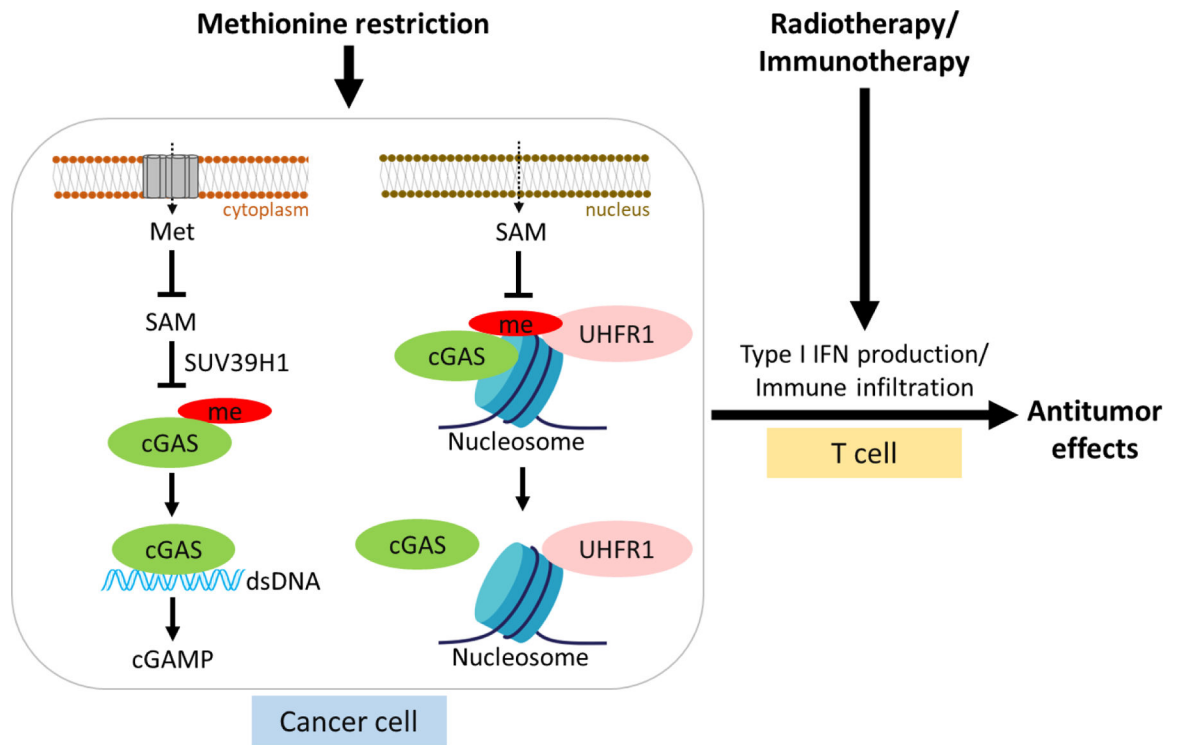 Methionine restriction
Radiotherapy/
Immunotherapy
cytoplasm
Met
SAM
SUV39H1
me
cGAS
cGAS
dsDNA
cGAMP
nucleus
SAM
me
UHFR1
cGAS
Nucleosome
cGAS
UHFR1
Nucleosome
Cancer cell
Type I IFN production/
Immune infiltration
T cell
Antitumor
effects